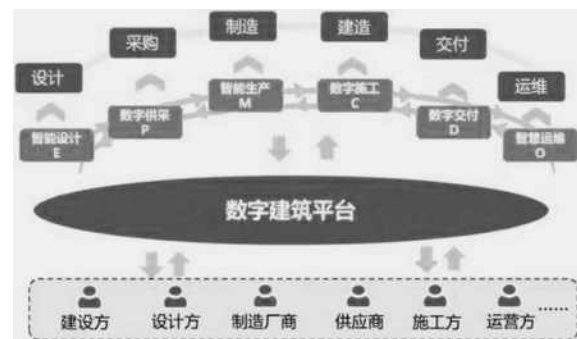 制造
建造
采购
交付
设计
运维
智能生产
M
数字施工
C
数字供采
P
数字交付
D
智能设计
E
智慧运维
O
数字建筑平台
建设方
设计方
制造厂商
供应商
施工方
运营方
……